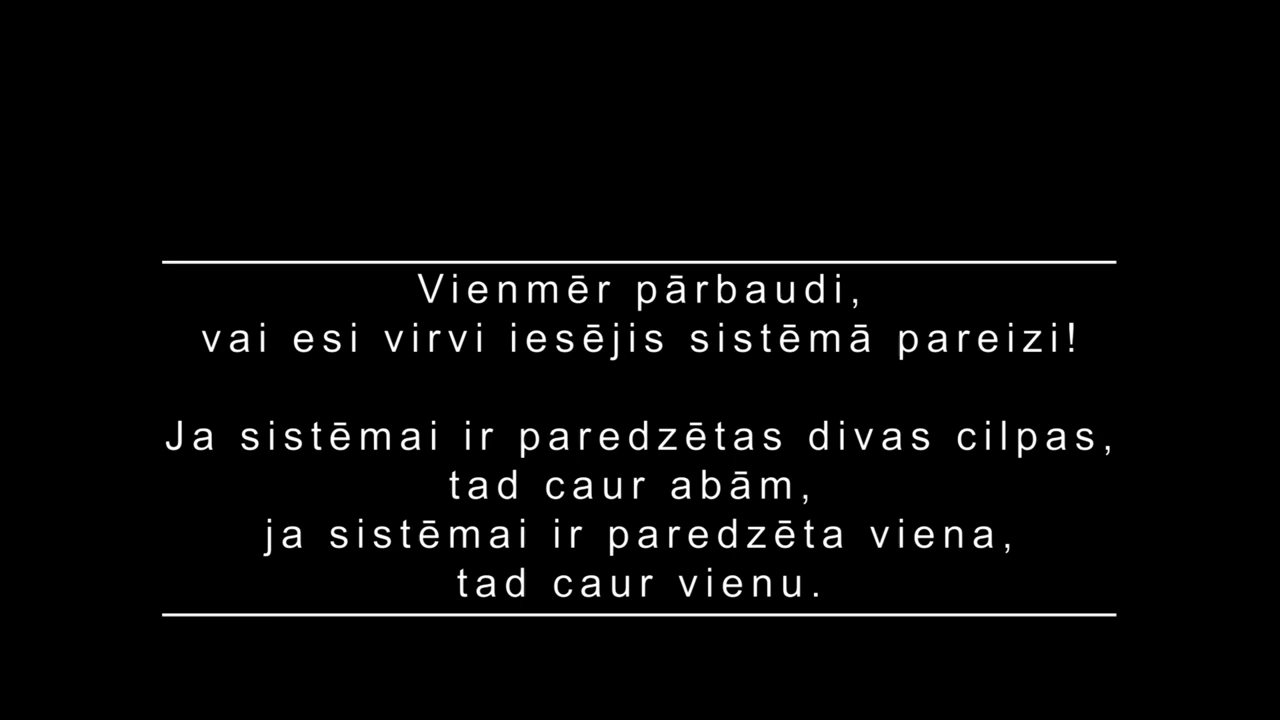 Vienmēr pārbaudi,
vai esi virvi iesējis sistēmā pareizi!
Ja sistēmai ir paredzētas divas cilpas,
tad caur abām,
ja sistēmai ir paredzēta viena,
tad caur vienu.